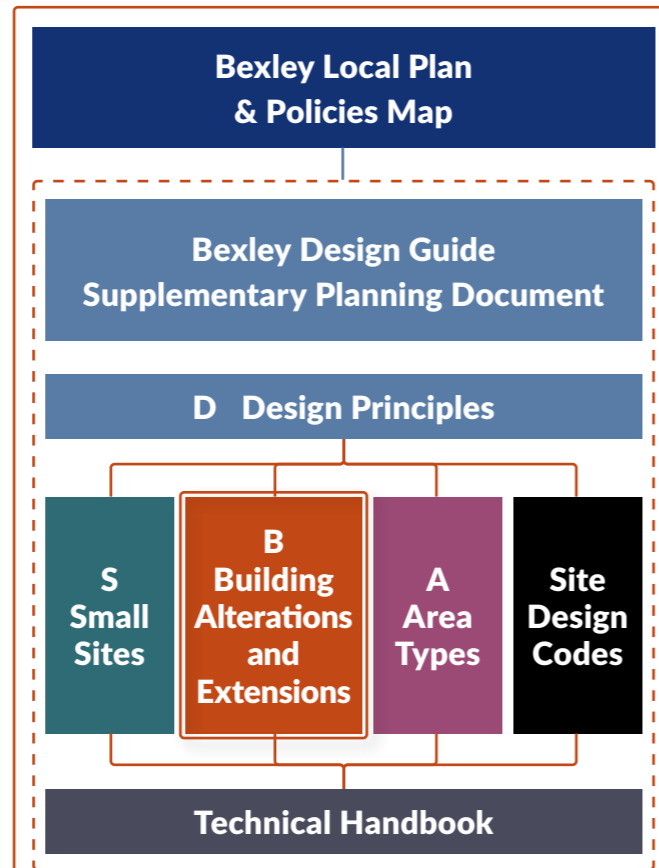 Bexley Local Plan
& Policies Map
Bexley Design Guide
Supplementary Planning Document
D Design Principles
S
Small
Sites
B
Building
Alterations
and
Extensions
A
Area
Types
Site
Design
Codes
Technical Handbook